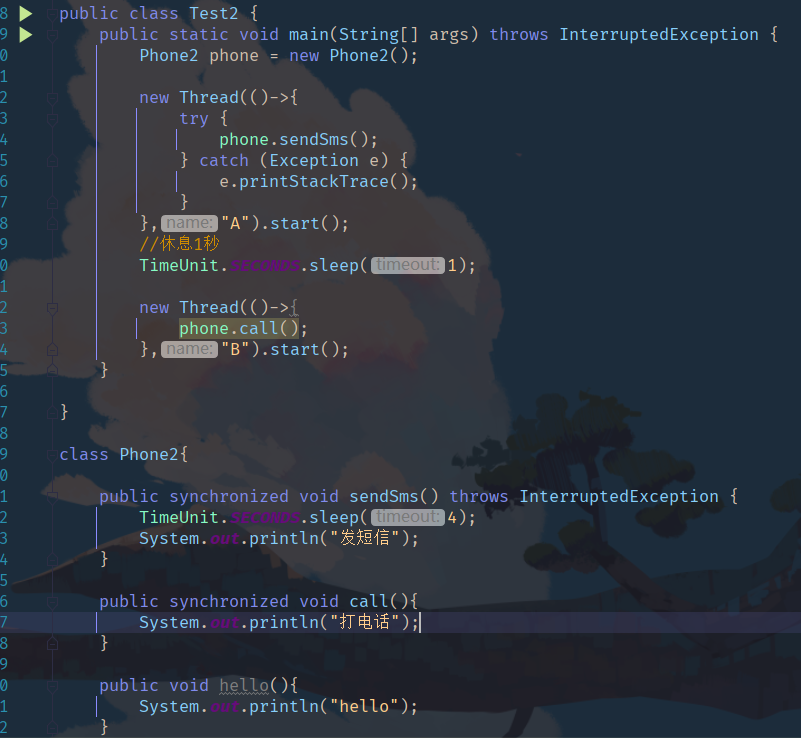 8 public class Test2 {
9 public static void main(String[] args) throws InterruptedException {
0 Phone2 phone = new Phone2();
1
2 new Thread(()->{
3 try {
4 phone.sendSms();
5 } catch (Exception e) {
6 e.printStackTrace();
7 }
8 }, name: "A").start();
9 //休息1秒
0 TimeUnit.SECONDS.sleep( timeout: 1);
1
2 new Thread(()->{
3 phone.call();
4 }, name: "B").start();
5 }
6
7 }
8
9 class Phone2{
0
1 public synchronized void sendSms() throws InterruptedException {
2 TimeUnit.SECONDS.sleep( timeout: 4);
3 System.out.println("发短信");
4 }
5
6 public synchronized void call(){
7 System.out.println("打电话");
8 }
9
0 public void hello(){
1 System.out.println("hello");
2 }